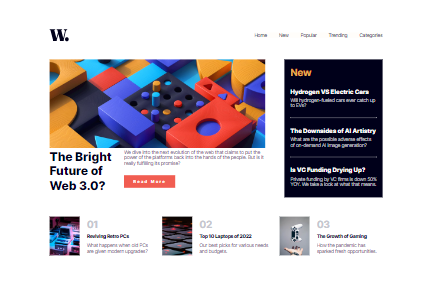 W.
Home New Popular Trending Categories
The Bright
Future of
Web 3.0?
We dive into the next evolution of the web that claims to put the
power of the platforms back into the hands of the people. But is it
really fulfilling its promise?
Read More
New
Hydrogen VS Electric Cars
Will hydrogen-fueled cars ever catch up
to EVs?
The Downsides of AI Artistry
What are the possible adverse effects
of on-demand AI image generation?
Is VC Funding Drying Up?
Private funding by VC firms is down 50%
YOY. We take a look at what that means.
01
Reviving Retro PCs
What happens when old PCs
are given modern upgrades?
02
Top 10 Laptops of 2022
Our best picks for various needs
and budgets.
03
The Growth of Gaming
How the pandemic has
sparked fresh opportunities.